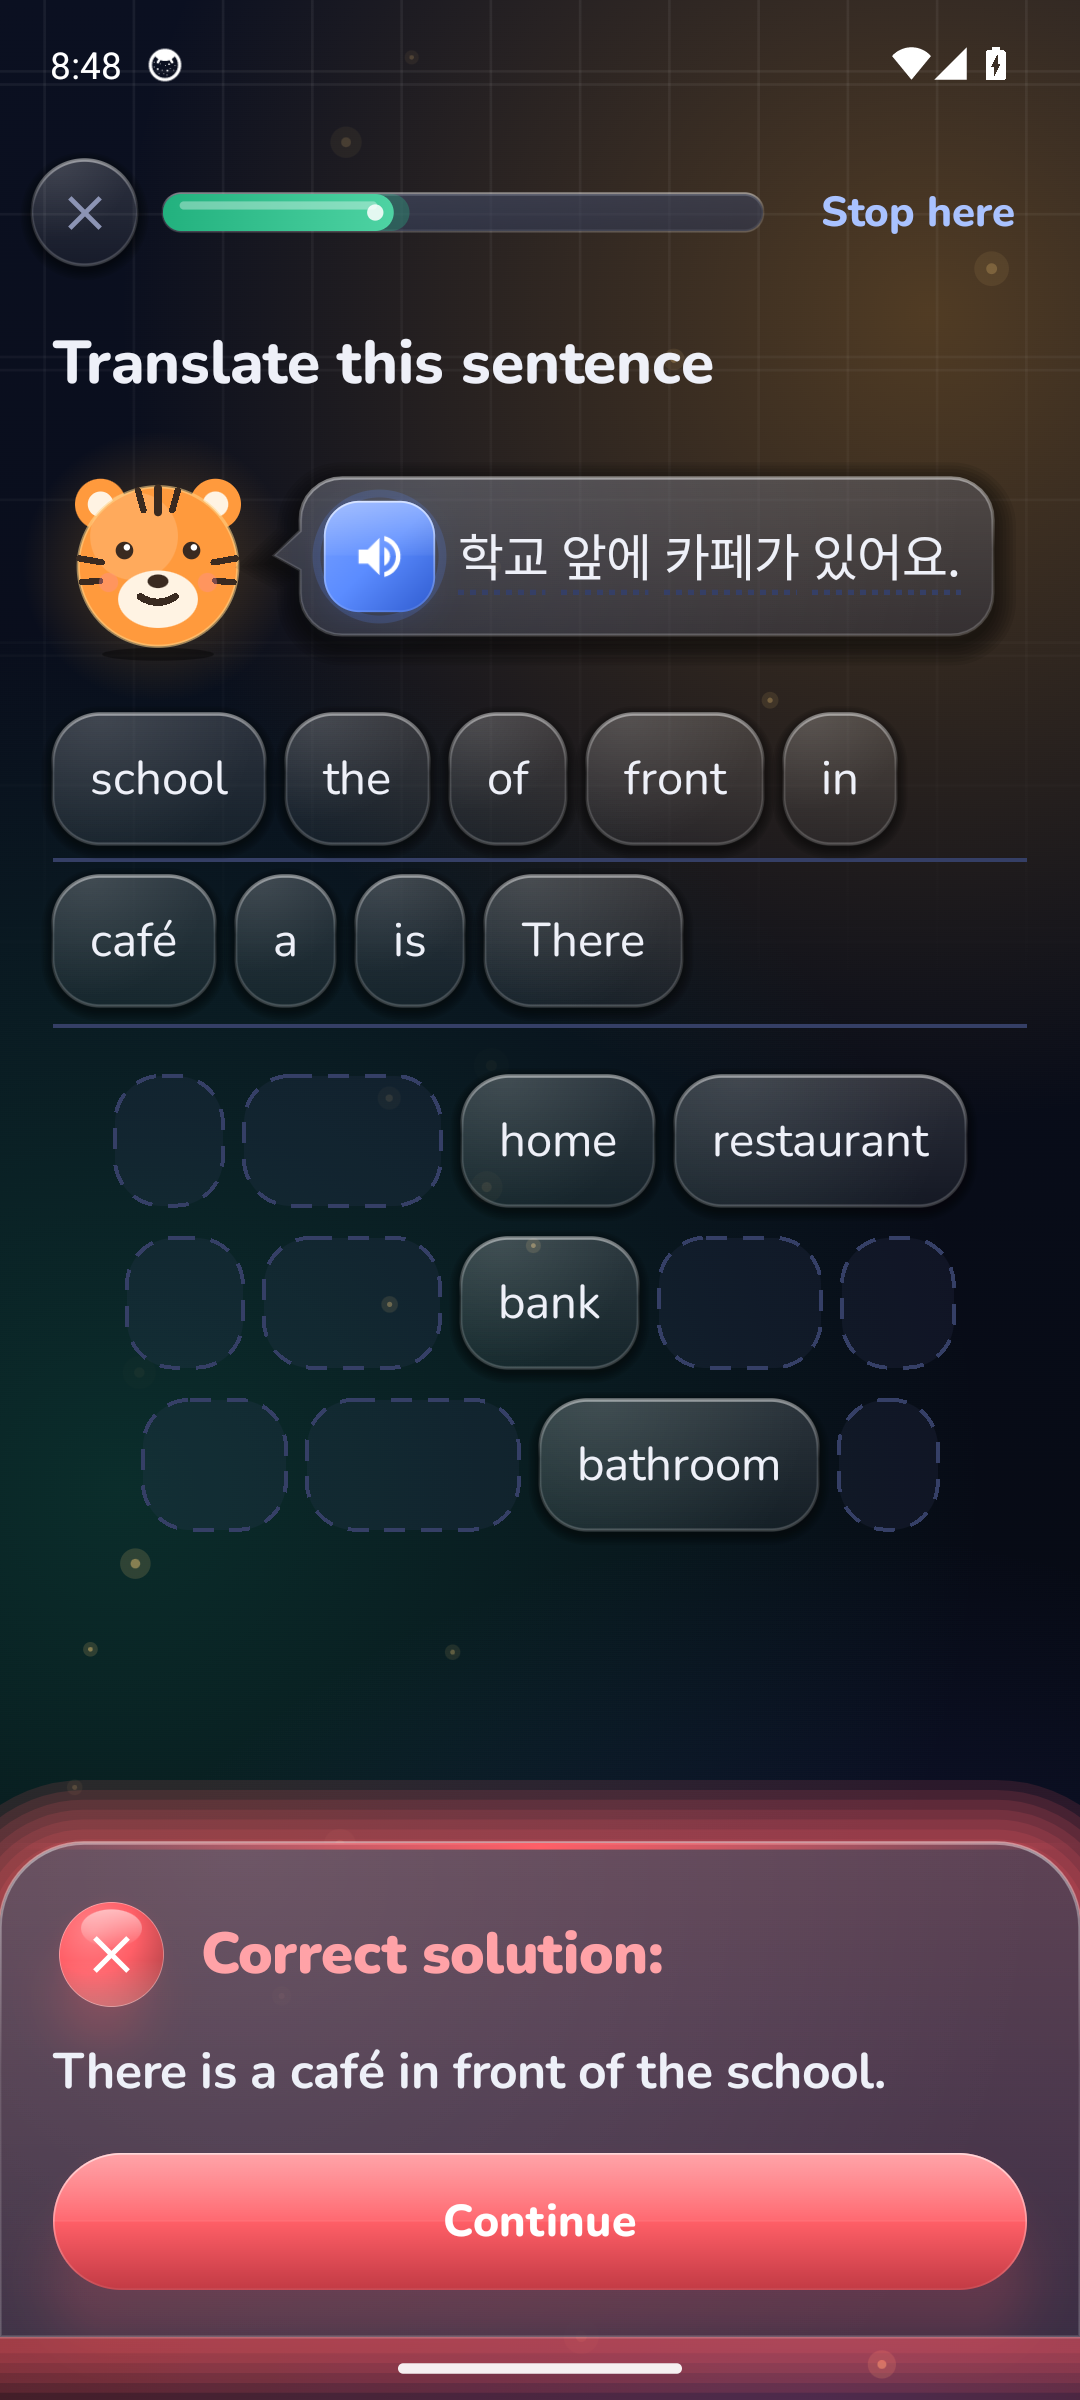 8:48
Stop here
Translate this sentence
학교 앞에 카페가 있어요.
school the of front in
café a is There
home restaurant
bank
bathroom
Correct solution:
There is a café in front of the school.
Continue